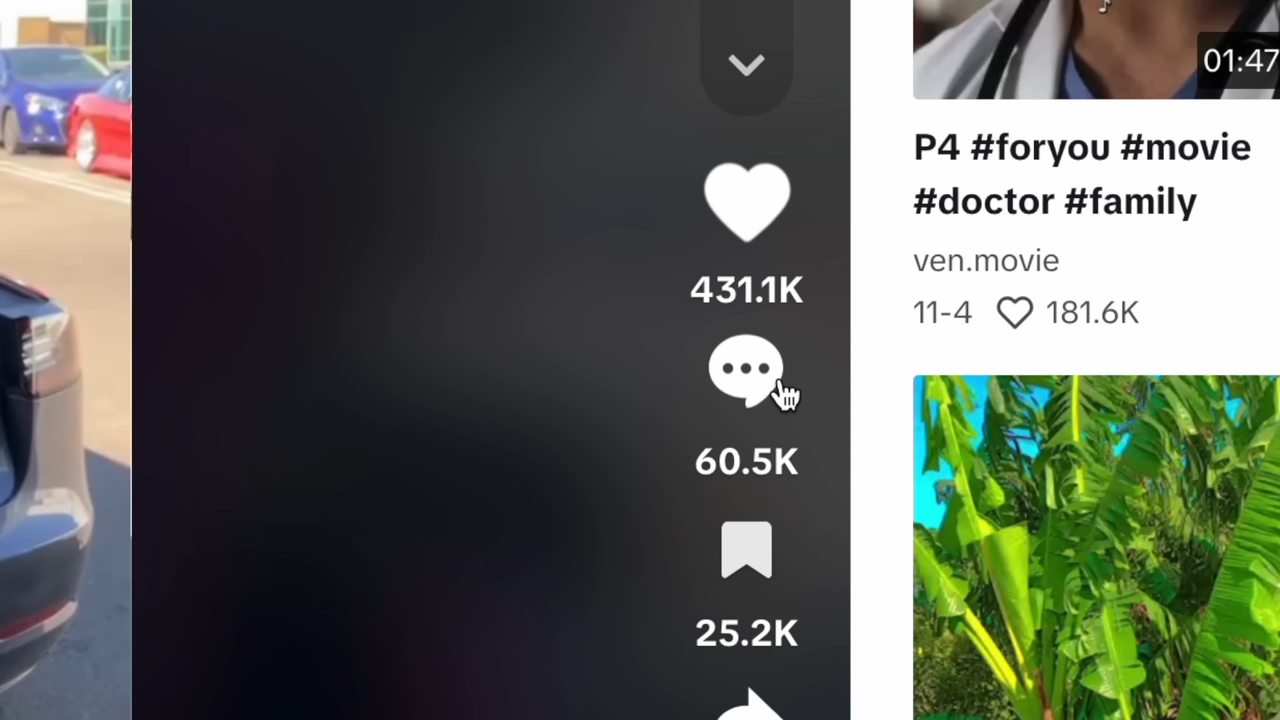 431.1K
60.5K
25.2K
01:47
P4 #foryou #movie
#doctor #family
ven.movie
11-4 181.6K